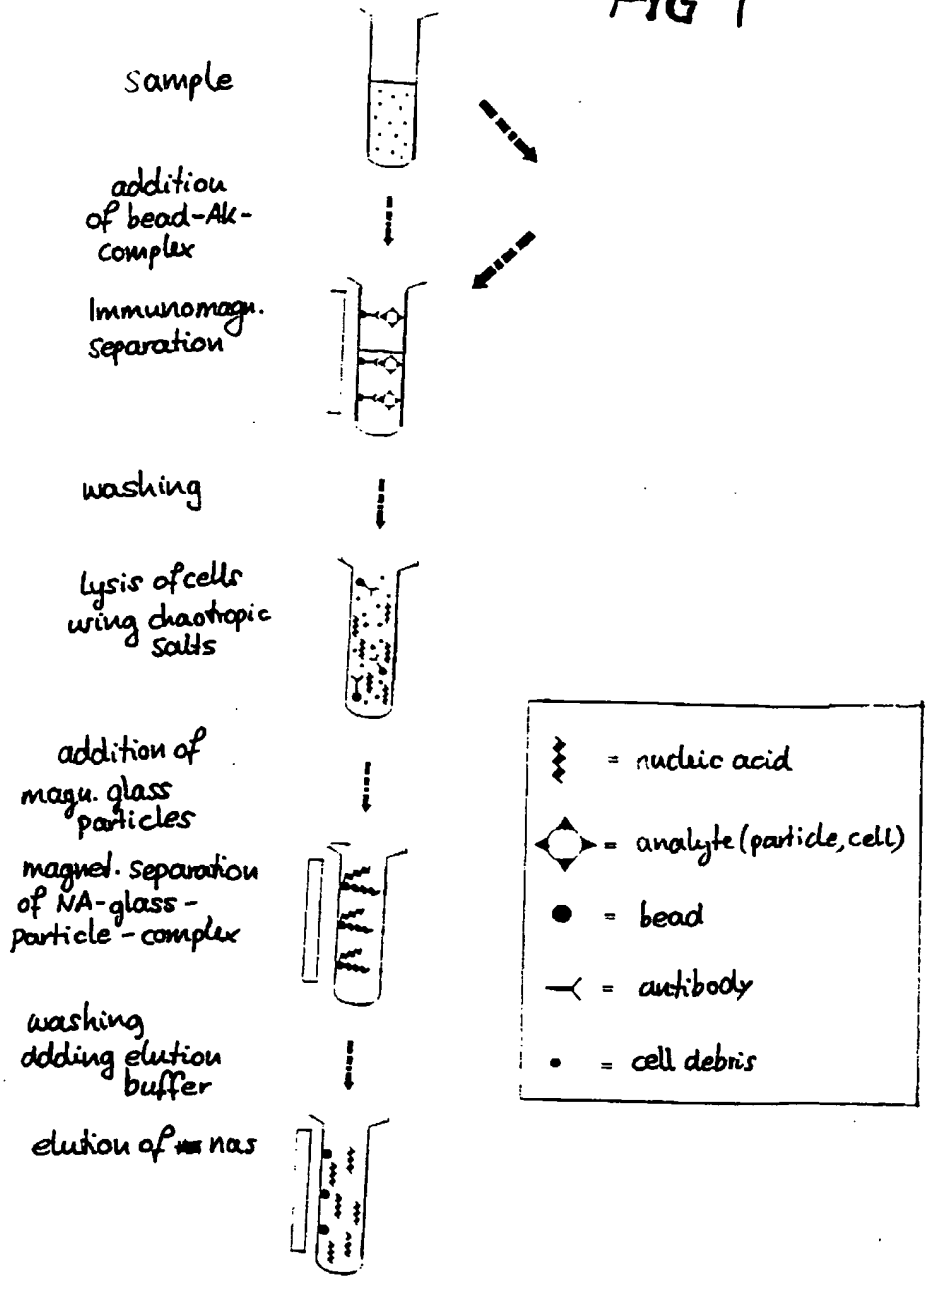 FIG 1
sample
addition
of bead-Ak-
complex
Immunomagn.
separation
washing
lysis of cells
using chaotropic
salts
addition of
magn. glass
particles
magnet. separation
of NA-glass-
particle-complex
washing
ddding elution
buffer
elution of nas
= nucleic acid
= analyte (particle, cell)
= bead
= antibody
= cell debris